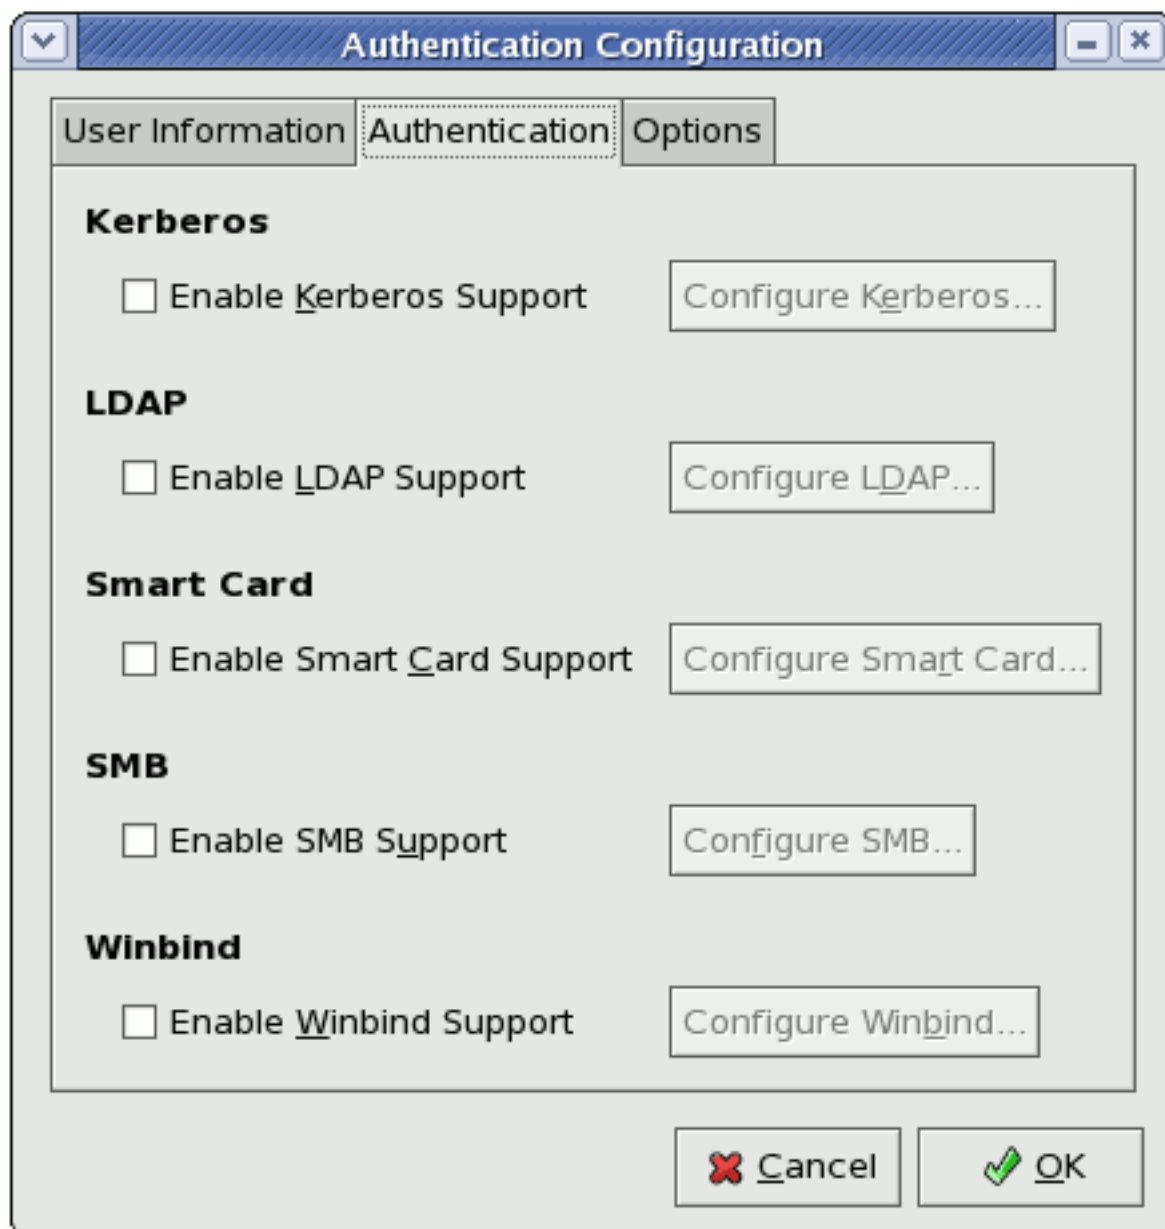 Authentication Configuration
User Information Authentication Options
Kerberos
Enable Kerberos Support Configure Kerberos...
LDAP
Enable LDAP Support Configure LDAP...
Smart Card
Enable Smart Card Support Configure Smart Card...
SMB
Enable SMB Support Configure SMB...
Winbind
Enable Winbind Support Configure Winbind...
Cancel OK